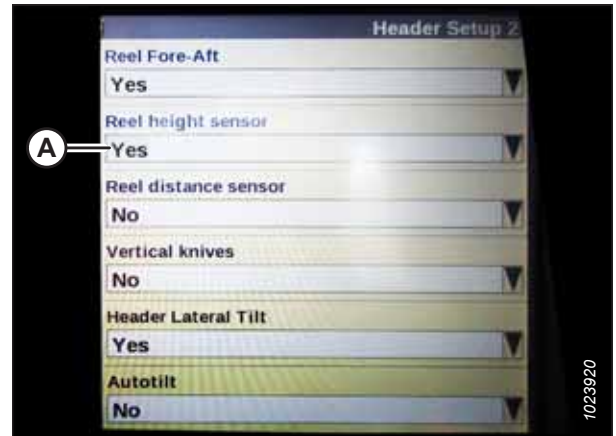 Header Setup 2
Reel Fore-Aft
Yes
Reel height sensor
A
Yes
Reel distance sensor
No
Vertical knives
No
Header Lateral Tilt
Yes
Autotilt
No
1023920